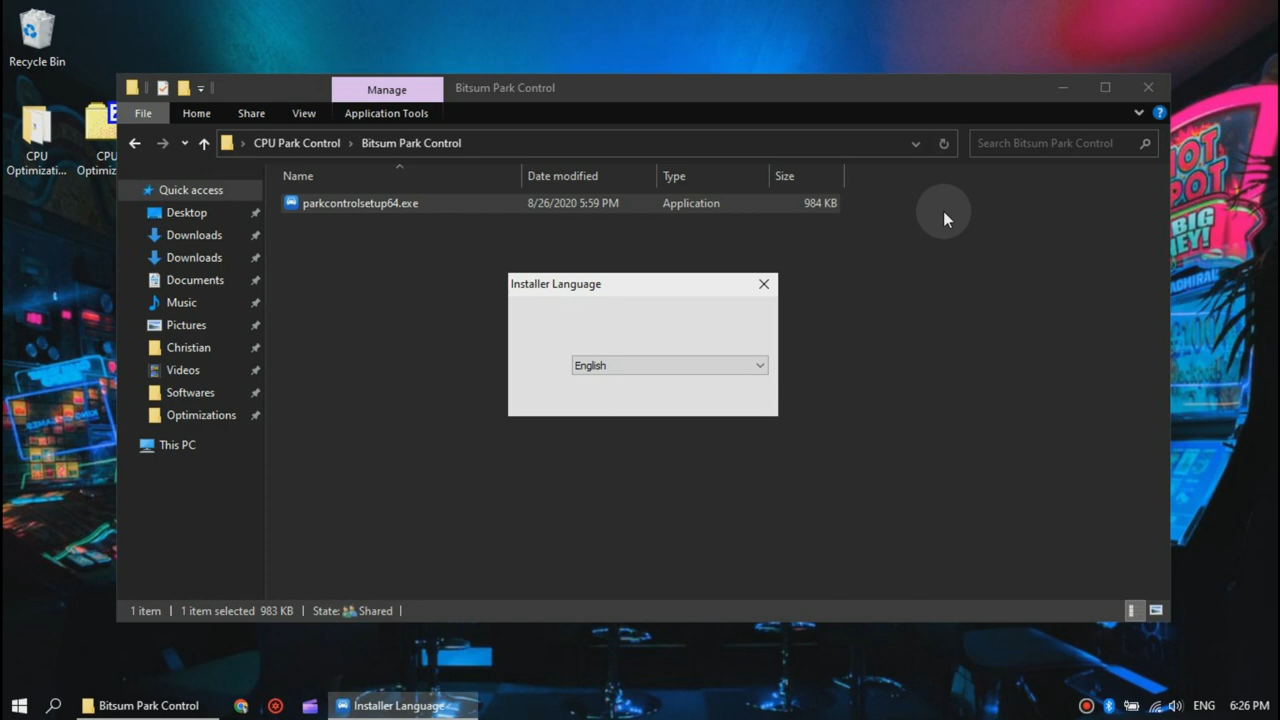 Recycle Bin
CPU
Optimizati...
CPU
Optimiz
Manage
Bitsum Park Control
File
Home
Share
View
Application Tools
CPU Park Control
Bitsum Park Control
Search Bitsum Park Control
Name
Date modified
Type
Size
parkcontrolsetup64.exe
8/26/2020 5:59 PM
Application
984 KB
Quick access
Desktop
Downloads
Downloads
Documents
Music
Pictures
Christian
Videos
Softwares
Optimizations
This PC
Installer Language
English
1 item
1 item selected
983 KB
State:
Shared
HOT
BIG
ADMIRAL
Bitsum Park Control
Installer Language
ENG
6:26 PM